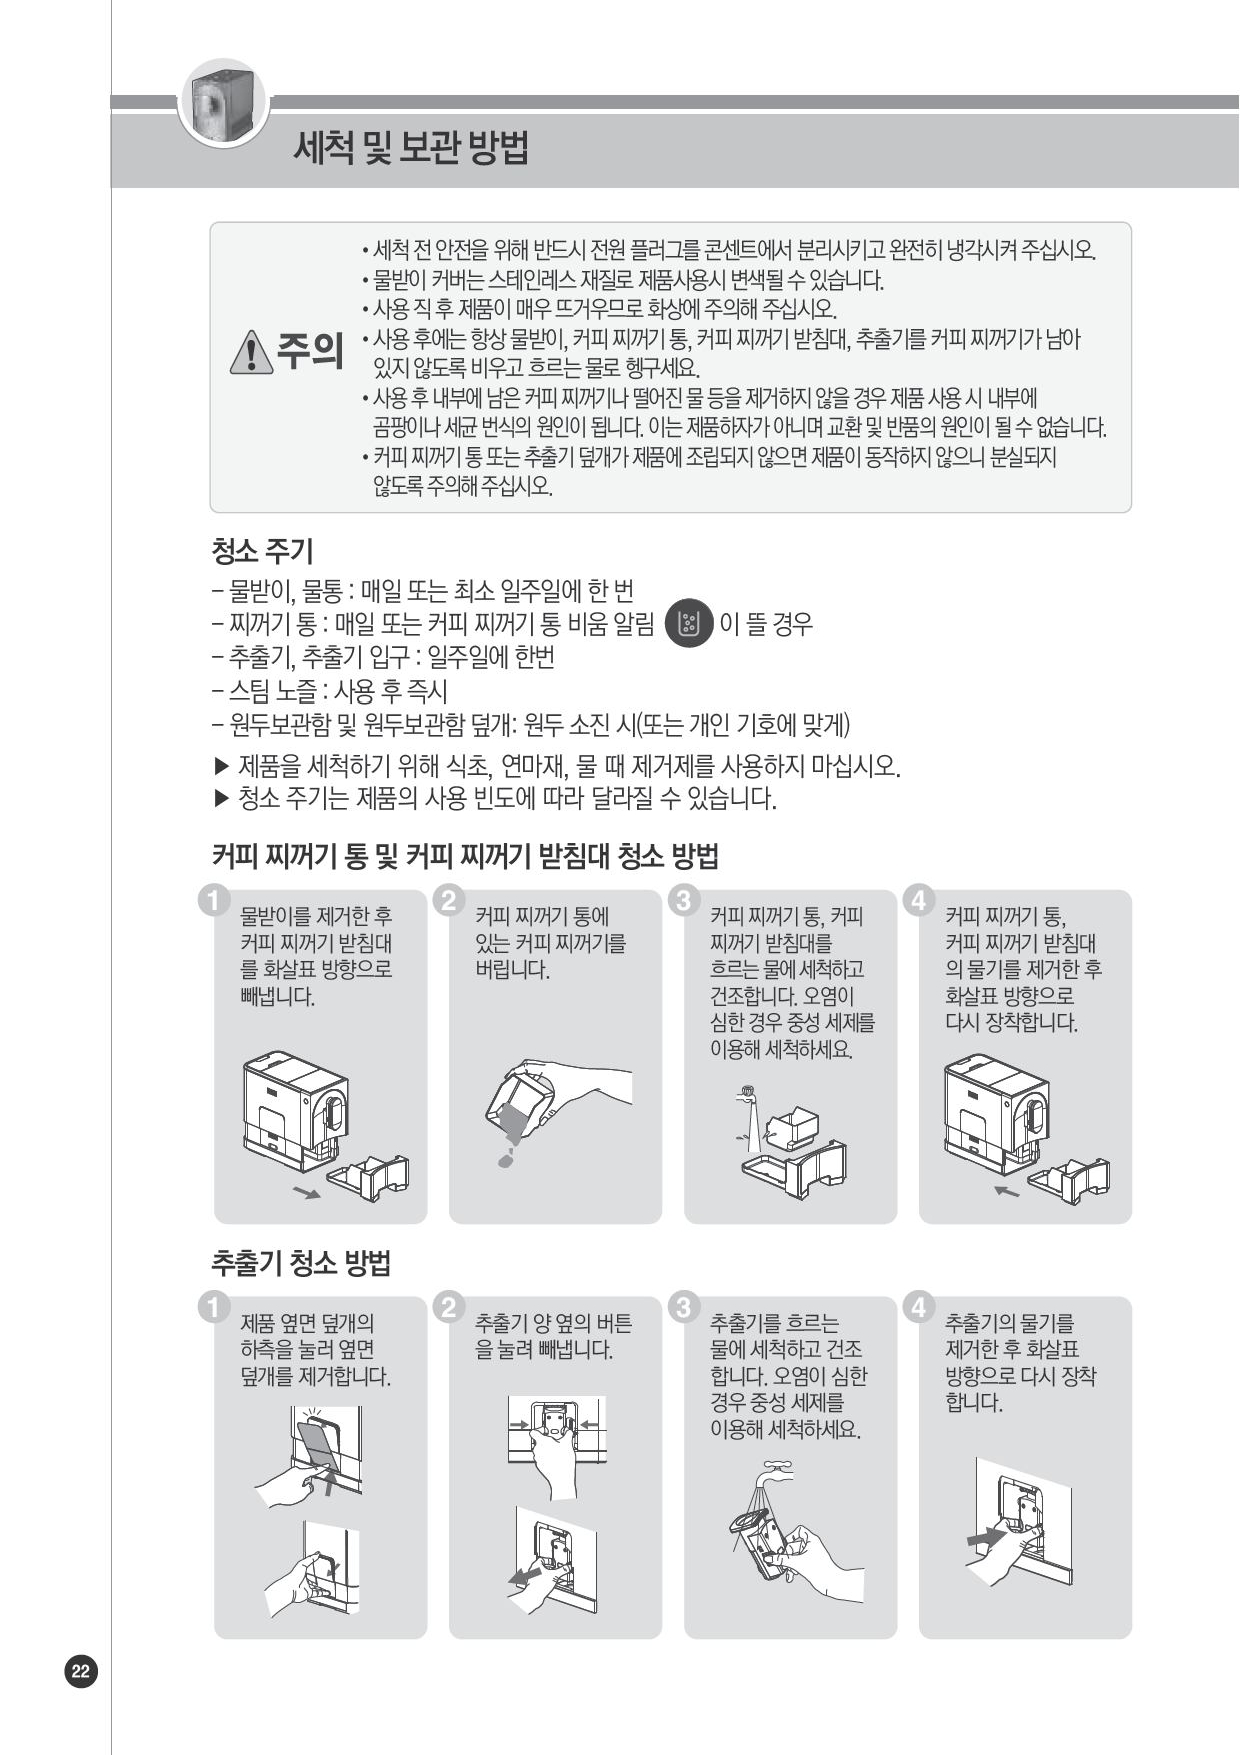 세척 및 보관 방법
주의
• 세척 전 안전을 위해 반드시 전원 플러그를 콘센트에서 분리시키고 완전히 냉각시켜 주십시오.
• 물받이 커버는 스테인레스 재질로 제품사용시 변색될 수 있습니다.
• 사용 직 후 제품이 매우 뜨거우므로 화상에 주의해 주십시오.
• 사용 후에는 항상 물받이, 커피 찌꺼기 통, 커피 찌꺼기 받침대, 추출기를 커피 찌꺼기가 남아
있지 않도록 비우고 흐르는 물로 헹구세요.
• 사용 후 내부에 남은 커피 찌꺼기나 떨어진 물 등을 제거하지 않을 경우 제품 사용 시 내부에
곰팡이나 세균 번식의 원인이 됩니다. 이는 제품하자가 아니며 교환 및 반품의 원인이 될 수 없습니다.
• 커피 찌꺼기 통 또는 추출기 덮개가 제품에 조립되지 않으면 제품이 동작하지 않으니 분실되지
않도록 주의해 주십시오.
청소 주기
– 물받이, 물통 : 매일 또는 최소 일주일에 한 번
– 찌꺼기 통 : 매일 또는 커피 찌꺼기 통 비움 알림 이 뜰 경우
– 추출기, 추출기 입구 : 일주일에 한번
– 스팀 노즐 : 사용 후 즉시
– 원두보관함 및 원두보관함 덮개: 원두 소진 시(또는 개인 기호에 맞게)
▶ 제품을 세척하기 위해 식초, 연마재, 물 때 제거제를 사용하지 마십시오.
▶ 청소 주기는 제품의 사용 빈도에 따라 달라질 수 있습니다.
커피 찌꺼기 통 및 커피 찌꺼기 받침대 청소 방법
1
물받이를 제거한 후
커피 찌꺼기 받침대
를 화살표 방향으로
빼냅니다.
2
커피 찌꺼기 통에
있는 커피 찌꺼기를
버립니다.
3
커피 찌꺼기 통, 커피
찌꺼기 받침대를
흐르는 물에 세척하고
건조합니다. 오염이
심한 경우 중성 세제를
이용해 세척하세요.
4
커피 찌꺼기 통,
커피 찌꺼기 받침대
의 물기를 제거한 후
화살표 방향으로
다시 장착합니다.
추출기 청소 방법
1
제품 옆면 덮개의
하측을 눌러 옆면
덮개를 제거합니다.
2
추출기 양 옆의 버튼
을 눌려 빼냅니다.
3
추출기를 흐르는
물에 세척하고 건조
합니다. 오염이 심한
경우 중성 세제를
이용해 세척하세요.
4
추출기의 물기를
제거한 후 화살표
방향으로 다시 장착
합니다.
22